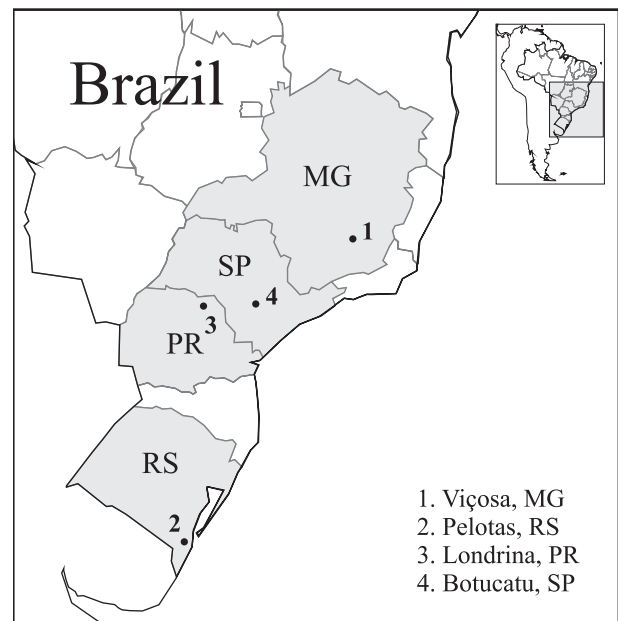 Brazil
MG
1
SP
4
3
PR
RS
2
1. Viçosa, MG
2. Pelotas, RS
3. Londrina, PR
4. Botucatu, SP